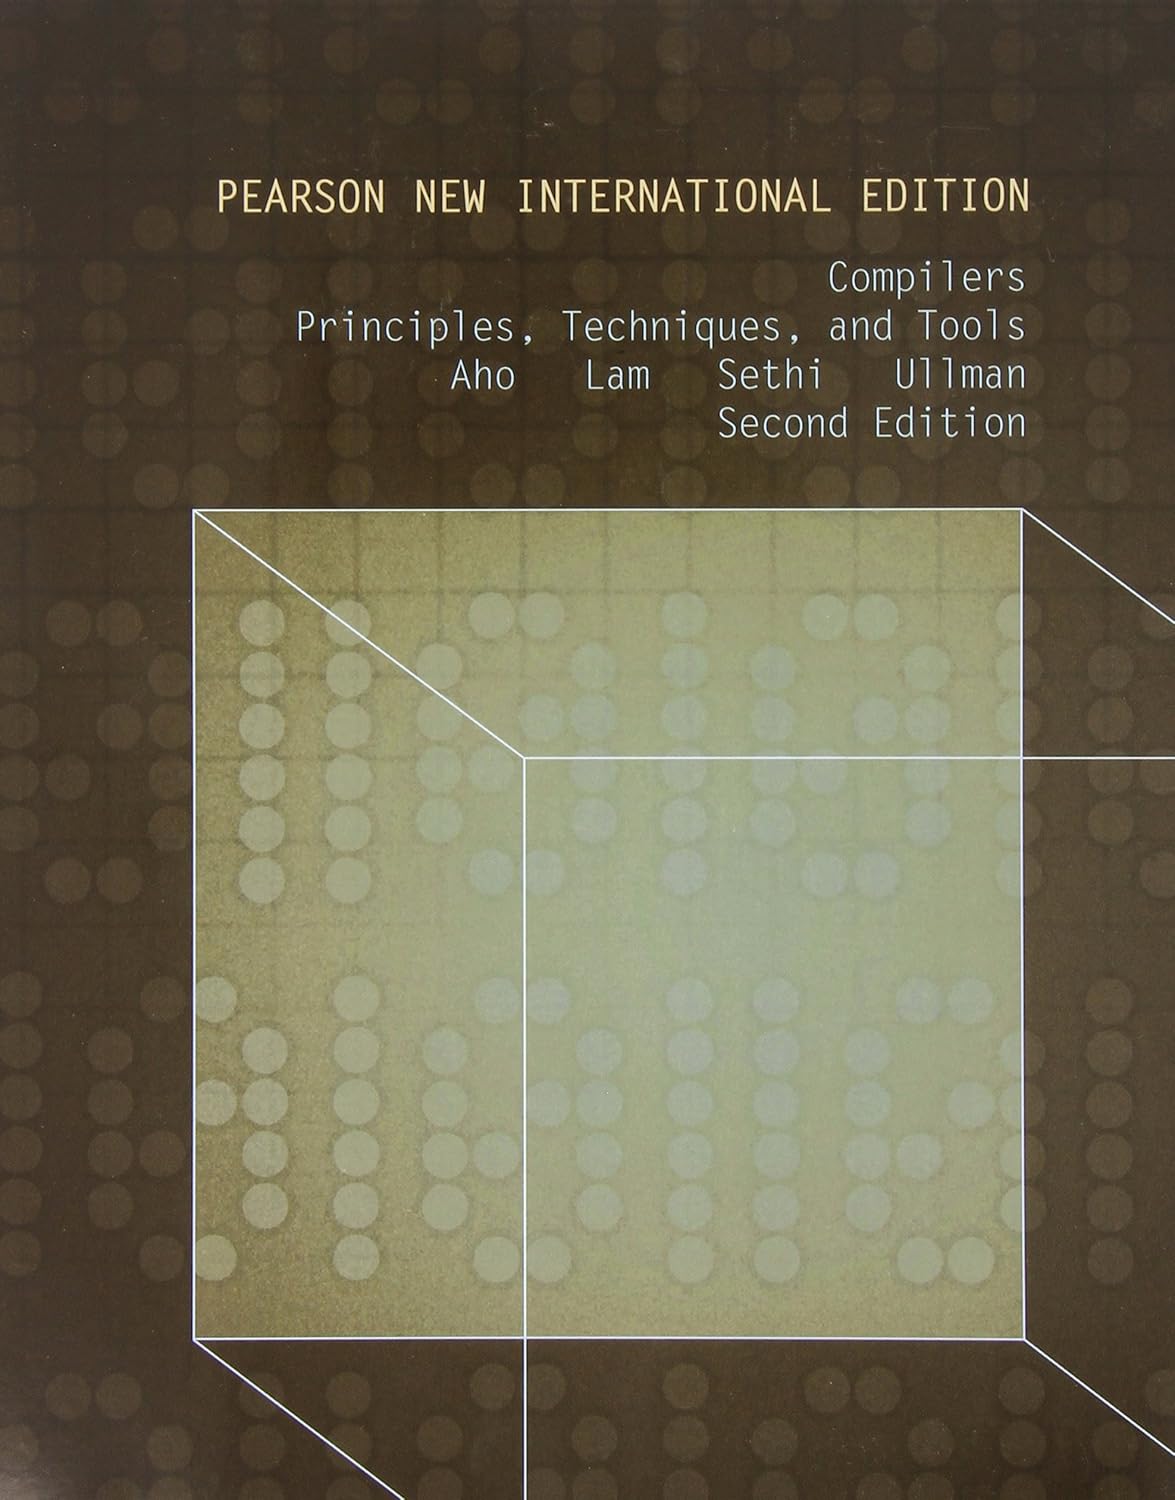 PEARSON NEW INTERNATIONAL EDITION
Compilers
Principles, Techniques, and Tools
Aho Lam Sethi Ullman
Second Edition